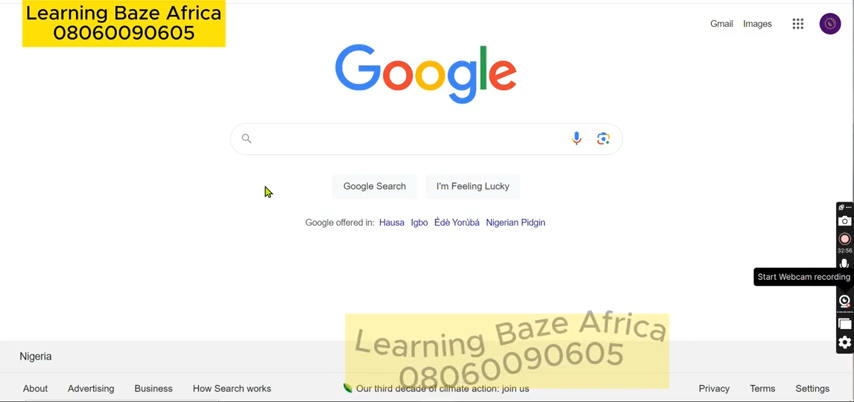 Learning Baze Africa
08060090605
Gmail Images
Google
Google Search I'm Feeling Lucky
Google offered in: Hausa Igbo Èdè Yorùbá Nigerian Pidgin
32:56
Start Webcam recording
Learning Baze Africa
08060090605
Nigeria
About Advertising Business How Search works Our third decade of climate action: join us Privacy Terms Settings